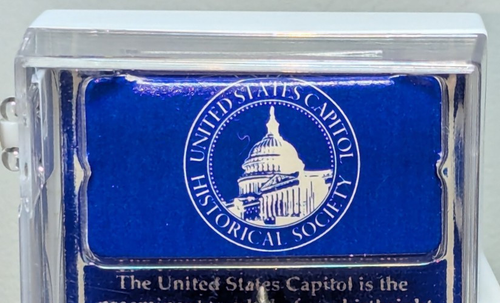 UNITED STATES CAPITOL
HISTORICAL SOCIETY
The United States Capitol is the